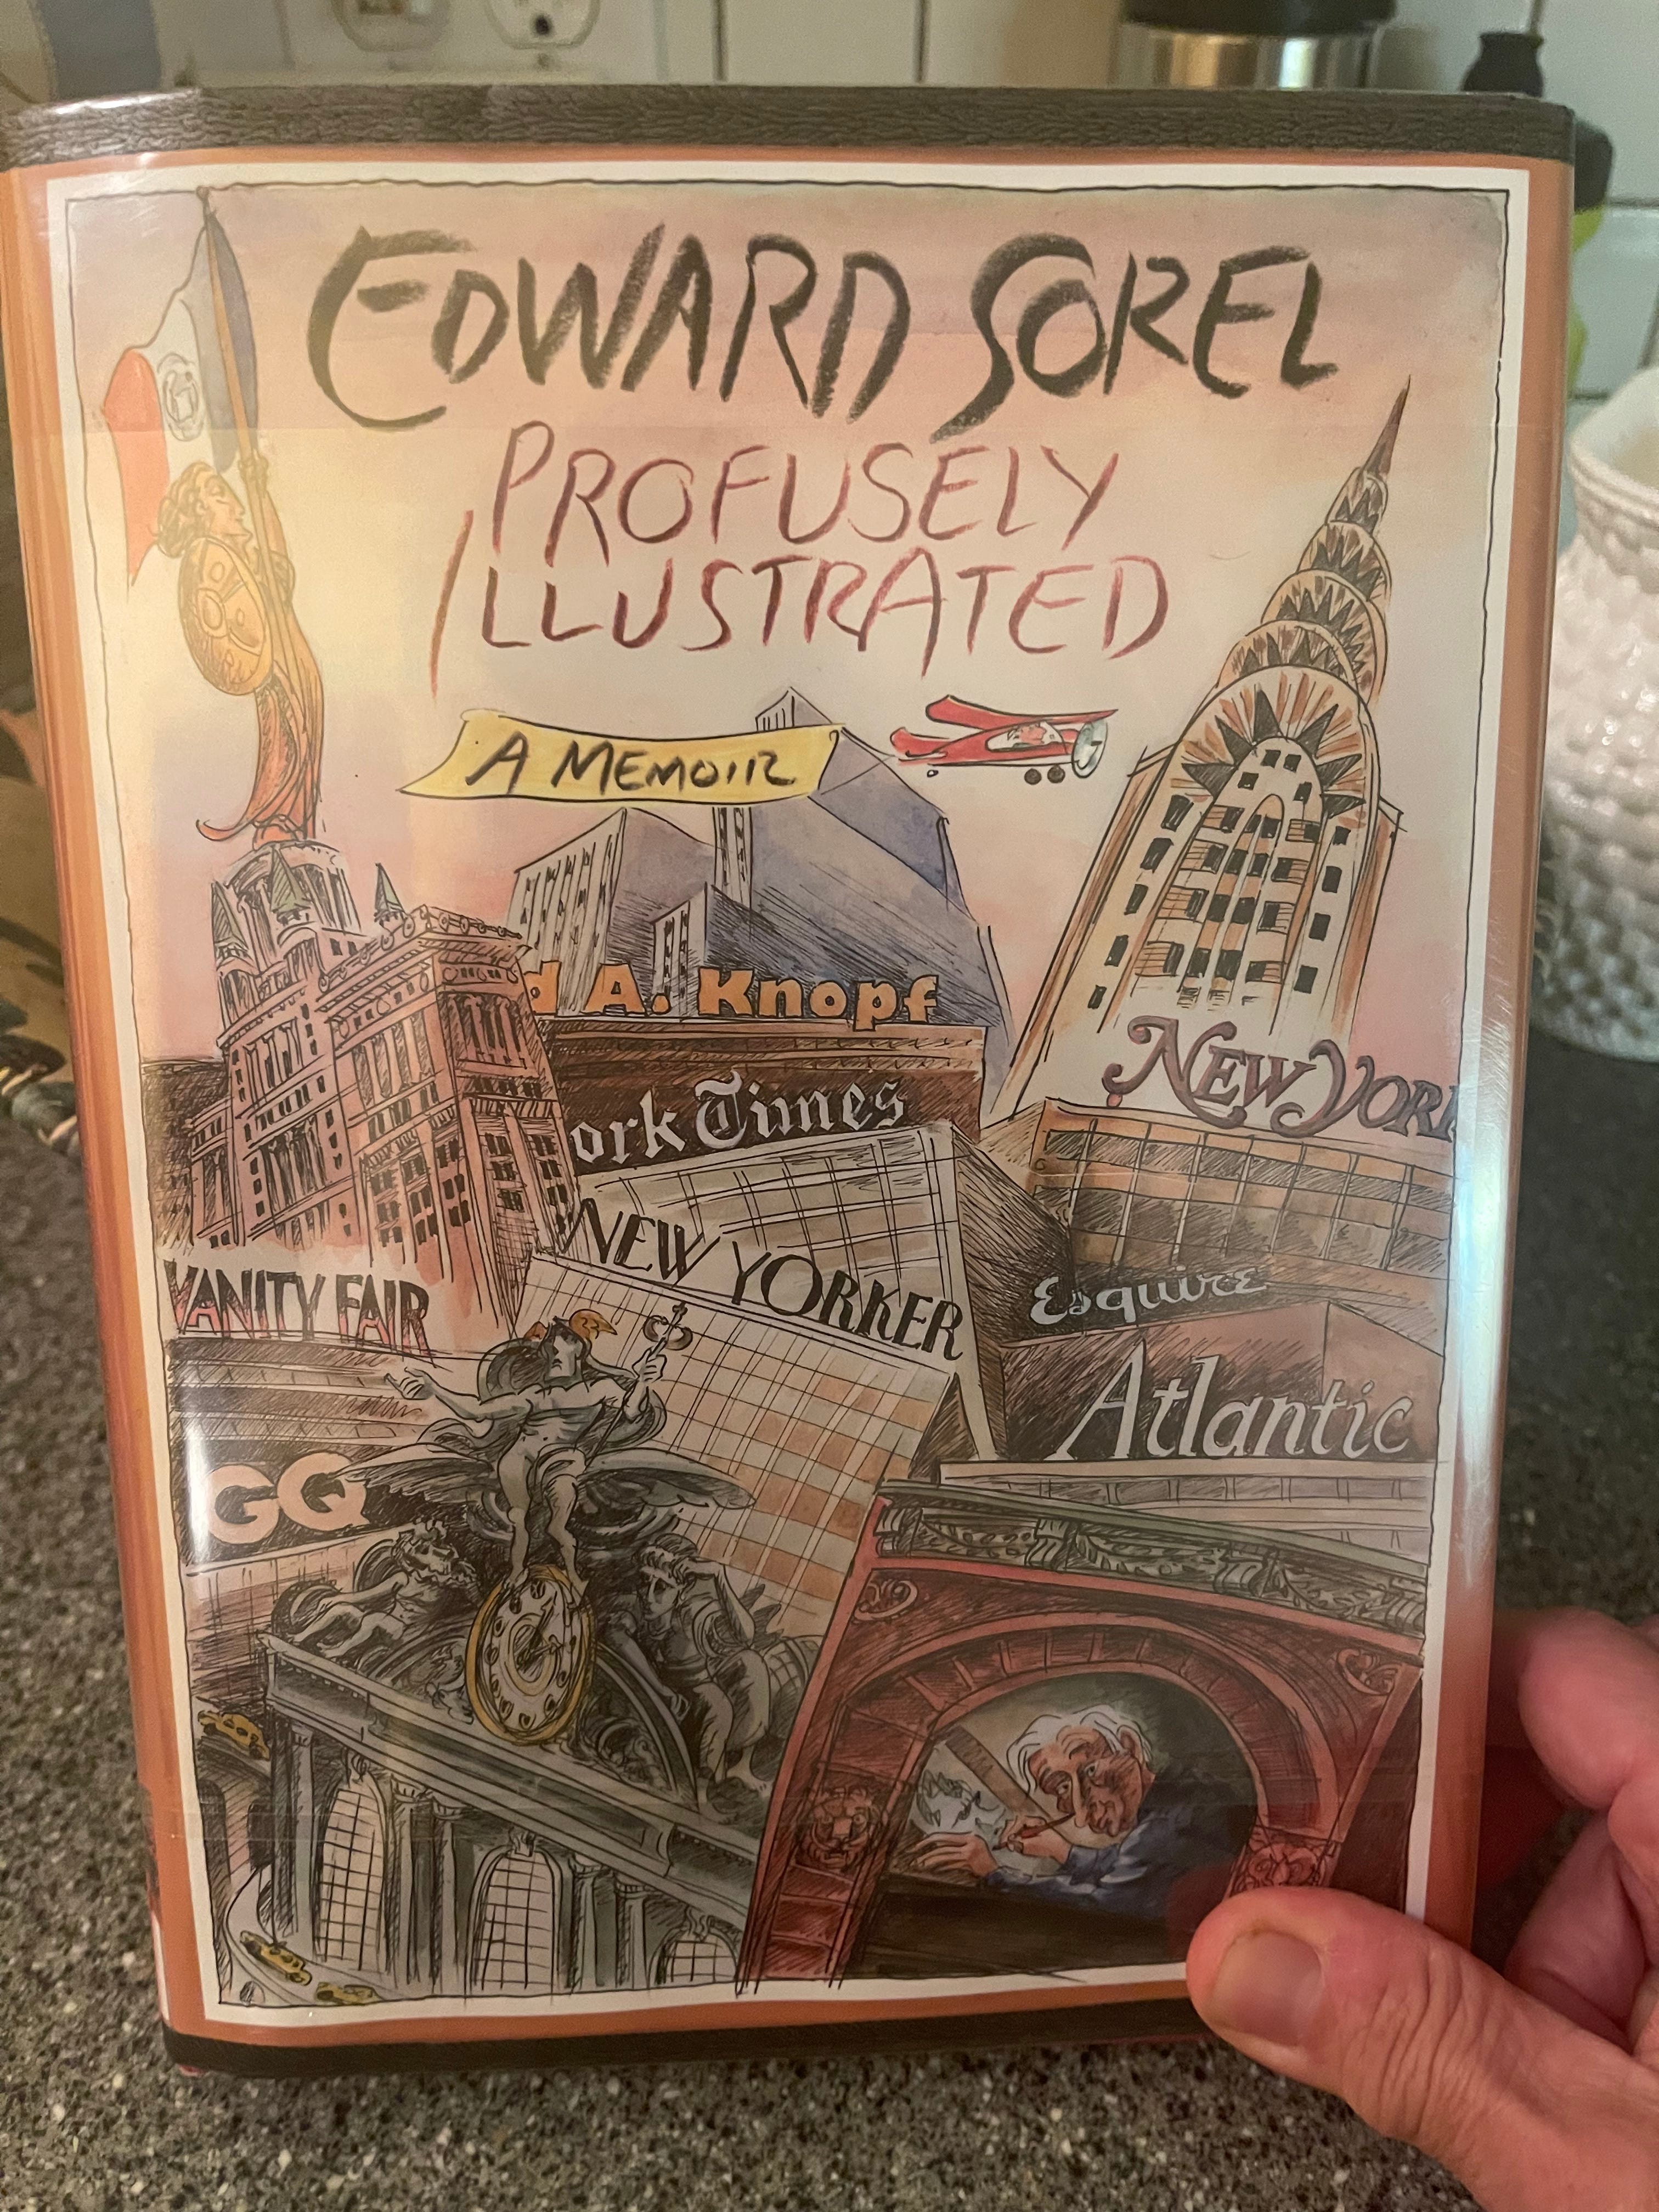 EDWARD SOREL
PROFUSELY
ILLUSTRATED
A MEMOIR
d A. Knopf
NEW YORK
ork Times
NEW YORKER
VANITY FAIR
Esquire
Atlantic
GQ